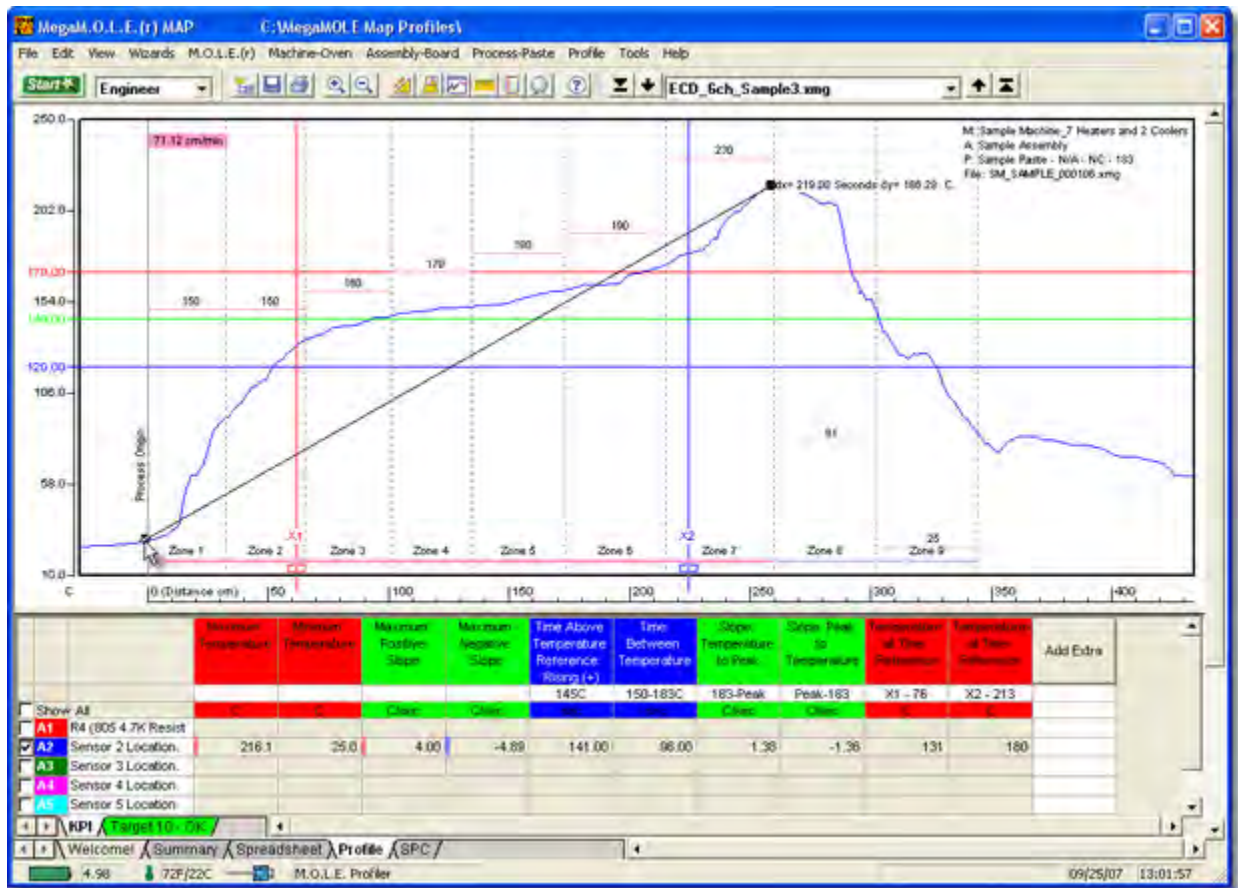 MegaM.O.L.E.(r) MAP C:\MegaMOLE Map Profiles\
File Edit View Wizards M.O.L.E.(r) Machine-Oven Assembly-Board Process-Paste Profile Tools Help
Start Engineer ECD_6ch_Sample3.xmg
250.0
71.12 cm/min
M: Sample Machine_7 Heaters and 2 Coolers
A: Sample Assembly
P: Sample Paste - N/A - NC - 183
File: SM_SAMPLE_000106.xmg
270
dx= 219.00 Seconds dy= 186.28 C.
202.0
190
190
170.00
170
160
154.0
150 150
120.00
106.0
Process Origin
58.0
X1 X2
25
Zone 1 Zone 2 Zone 3 Zone 4 Zone 5 Zone 6 Zone 7 Zone 8 Zone 9
10.0
C 0 (Distance cm) 50 100 150 200 250 300 350 400
Maximum Temperature Minimum Temperature Maximum Positive Slope Maximum Negative Slope Time Above Temperature Reference Rising (+) Time Between Temperature Slope: Temperature to Peak Slope: Peak to Temperature Temperature at Time Reference Temperature at Time Reference Add Extra
145C 150-183C 183-Peak Peak-183 X1 - 76 X2 - 213
Show All C C C/sec C/sec C/sec C/sec C C
A1 R4 (805 4.7K Resist
A2 Sensor 2 Location. 216.1 25.0 4.00 -4.89 141.00 96.00 1.38 -1.36 131 180
A3 Sensor 3 Location.
A4 Sensor 4 Location
A5 Sensor 5 Location
KPI Target 10 - OK
Welcome! Summary Spreadsheet Profile SPC
4.98 72F/22C M.O.L.E. Profiler 09/25/07 13:01:57